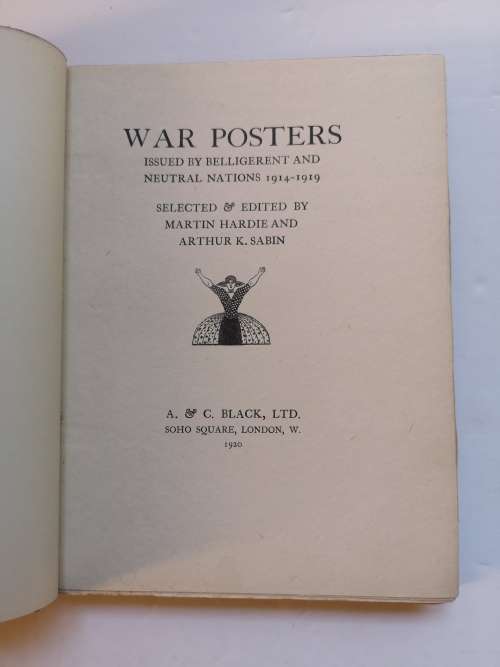 WAR POSTERS
ISSUED BY BELLIGERENT AND
NEUTRAL NATIONS 1914-1919
SELECTED & EDITED BY
MARTIN HARDIE AND
ARTHUR K. SABIN
A. & C. BLACK, LTD.
SOHO SQUARE, LONDON, W.
1920